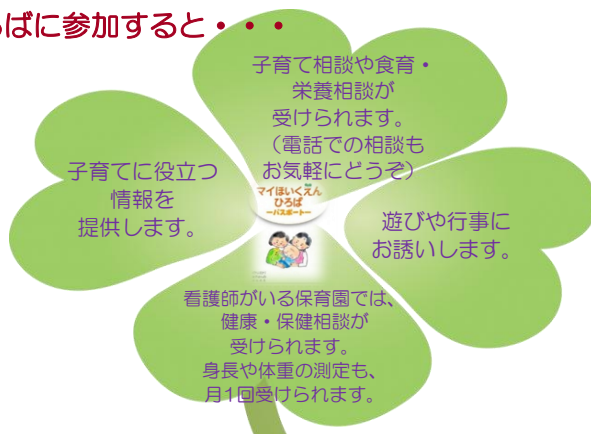 ろばに参加すると・・・
子育て相談や食育・
栄養相談が
受けられます。
（電話での相談も
お気軽にどうぞ）
子育てに役立つ
情報を
提供します。
マイほいくえん
ひろば
ーパスポートー
遊びや行事に
お誘いします。
看護師がいる保育園では、
健康・保健相談が
受けられます。
身長や体重の測定も、
月1回受けられます。